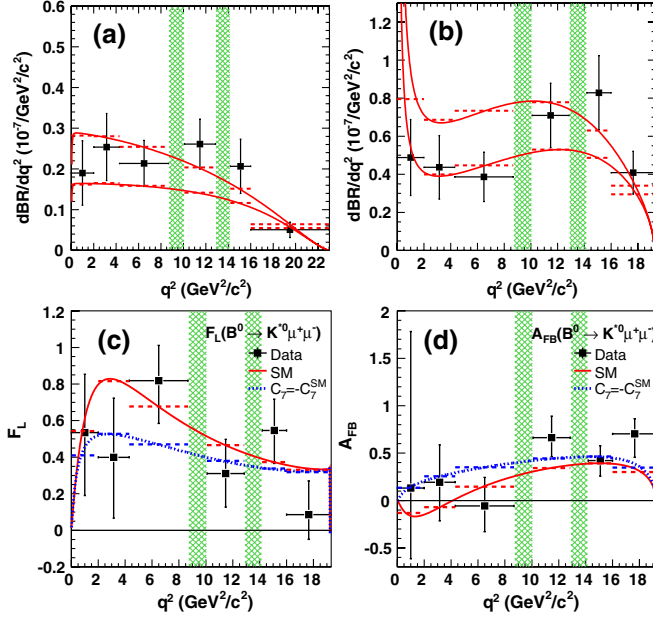 (a)
dBR/dq² (10⁻⁷/GeV²/c²)
0.6
0.5
0.4
0.3
0.2
0.1
0
0 2 4 6 8 10 12 14 16 18 20 22
q² (GeV²/c²)
(b)
dBR/dq² (10⁻⁷/GeV²/c²)
1.2
1
0.8
0.6
0.4
0.2
0
0 2 4 6 8 10 12 14 16 18
q² (GeV²/c²)
(c)
F_L(B⁰ → K*⁰μ⁺μ⁻)
Data
SM
C₇=-C₇^SM
F_L
1.2
1
0.8
0.6
0.4
0.2
0
-0.2
0 2 4 6 8 10 12 14 16 18
q² (GeV²/c²)
(d)
A_FB(B⁰ → K*⁰μ⁺μ⁻)
Data
SM
C₇=-C₇^SM
A_FB
2
1.5
1
0.5
0
-0.5
0 2 4 6 8 10 12 14 16 18
q² (GeV²/c²)